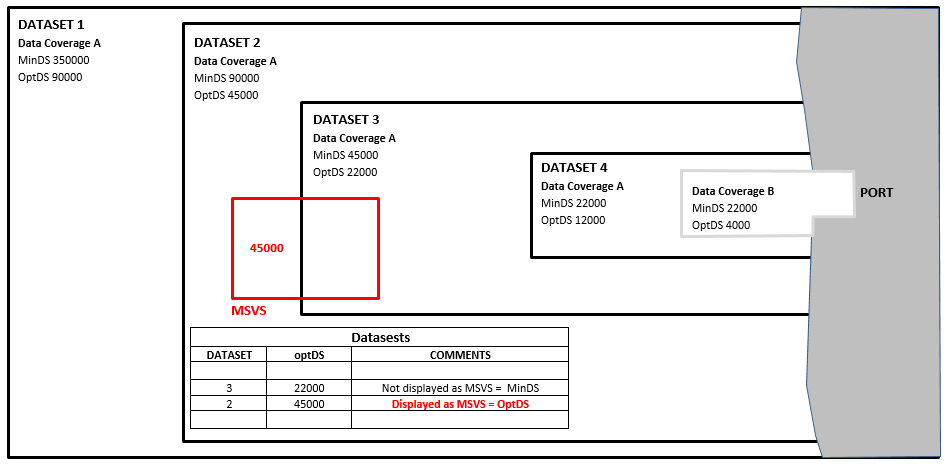 DATASET 1
Data Coverage A
MinDS 350000
OptDS 90000
DATASET 2
Data Coverage A
MinDS 90000
OptDS 45000
DATASET 3
Data Coverage A
MinDS 45000
OptDS 22000
DATASET 4
Data Coverage A
MinDS 22000
OptDS 12000
Data Coverage B
MinDS 22000
OptDS 4000
PORT
45000
MSVS
Datasests
DATASET optDS COMMENTS
3 22000 Not displayed as MSVS = MinDS
2 45000 Displayed as MSVS = OptDS